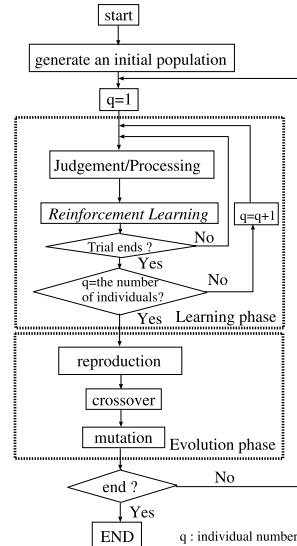 start
generate an initial population
q=1
Judgement/Processing
Reinforcement Learning
q=q+1
Trial ends ?
No
Yes
q=the number
of individuals?
No
Yes
Learning phase
reproduction
crossover
mutation
Evolution phase
end ?
No
Yes
END
q : individual number